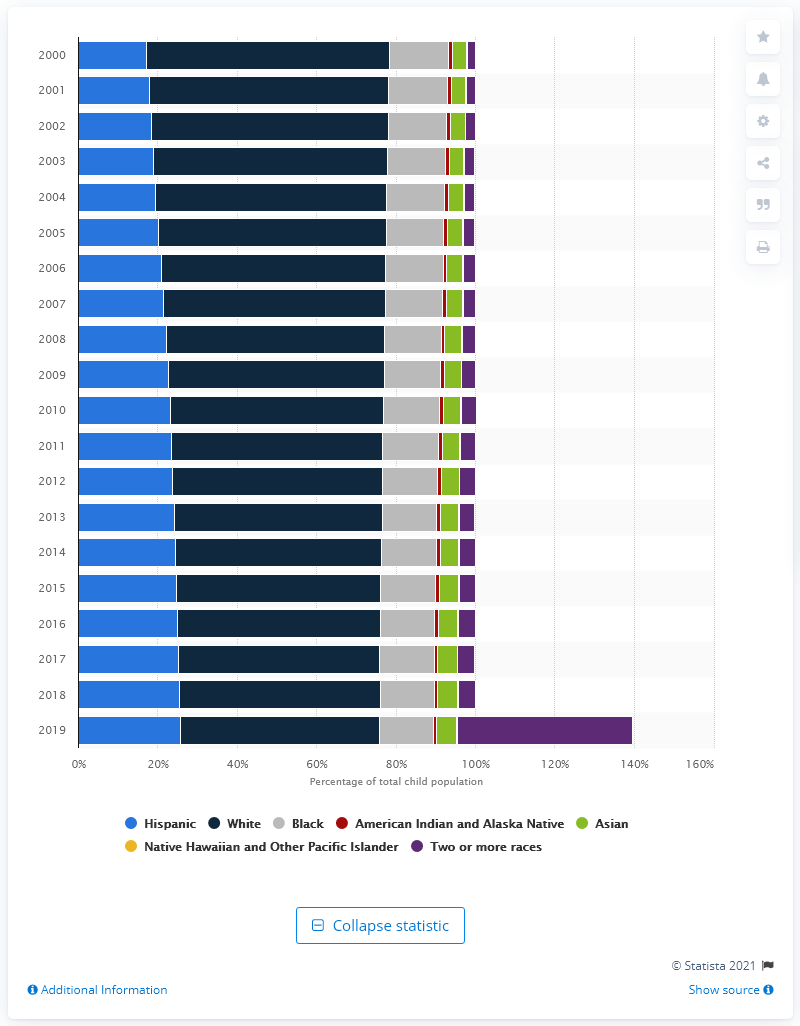 2000
2001
2002
2003
2004
2005
2006
2007
2008
2009
2010
2011
2012
2013
2014
2015
2016
2017
2018
2019
0% 20% 40% 60% 80% 100% 120% 140% 160%
Percentage of total child population
Hispanic White Black American Indian and Alaska Native Asian
Native Hawaiian and Other Pacific Islander Two or more races
Collapse statistic
© Statista 2021
Additional Information Show source